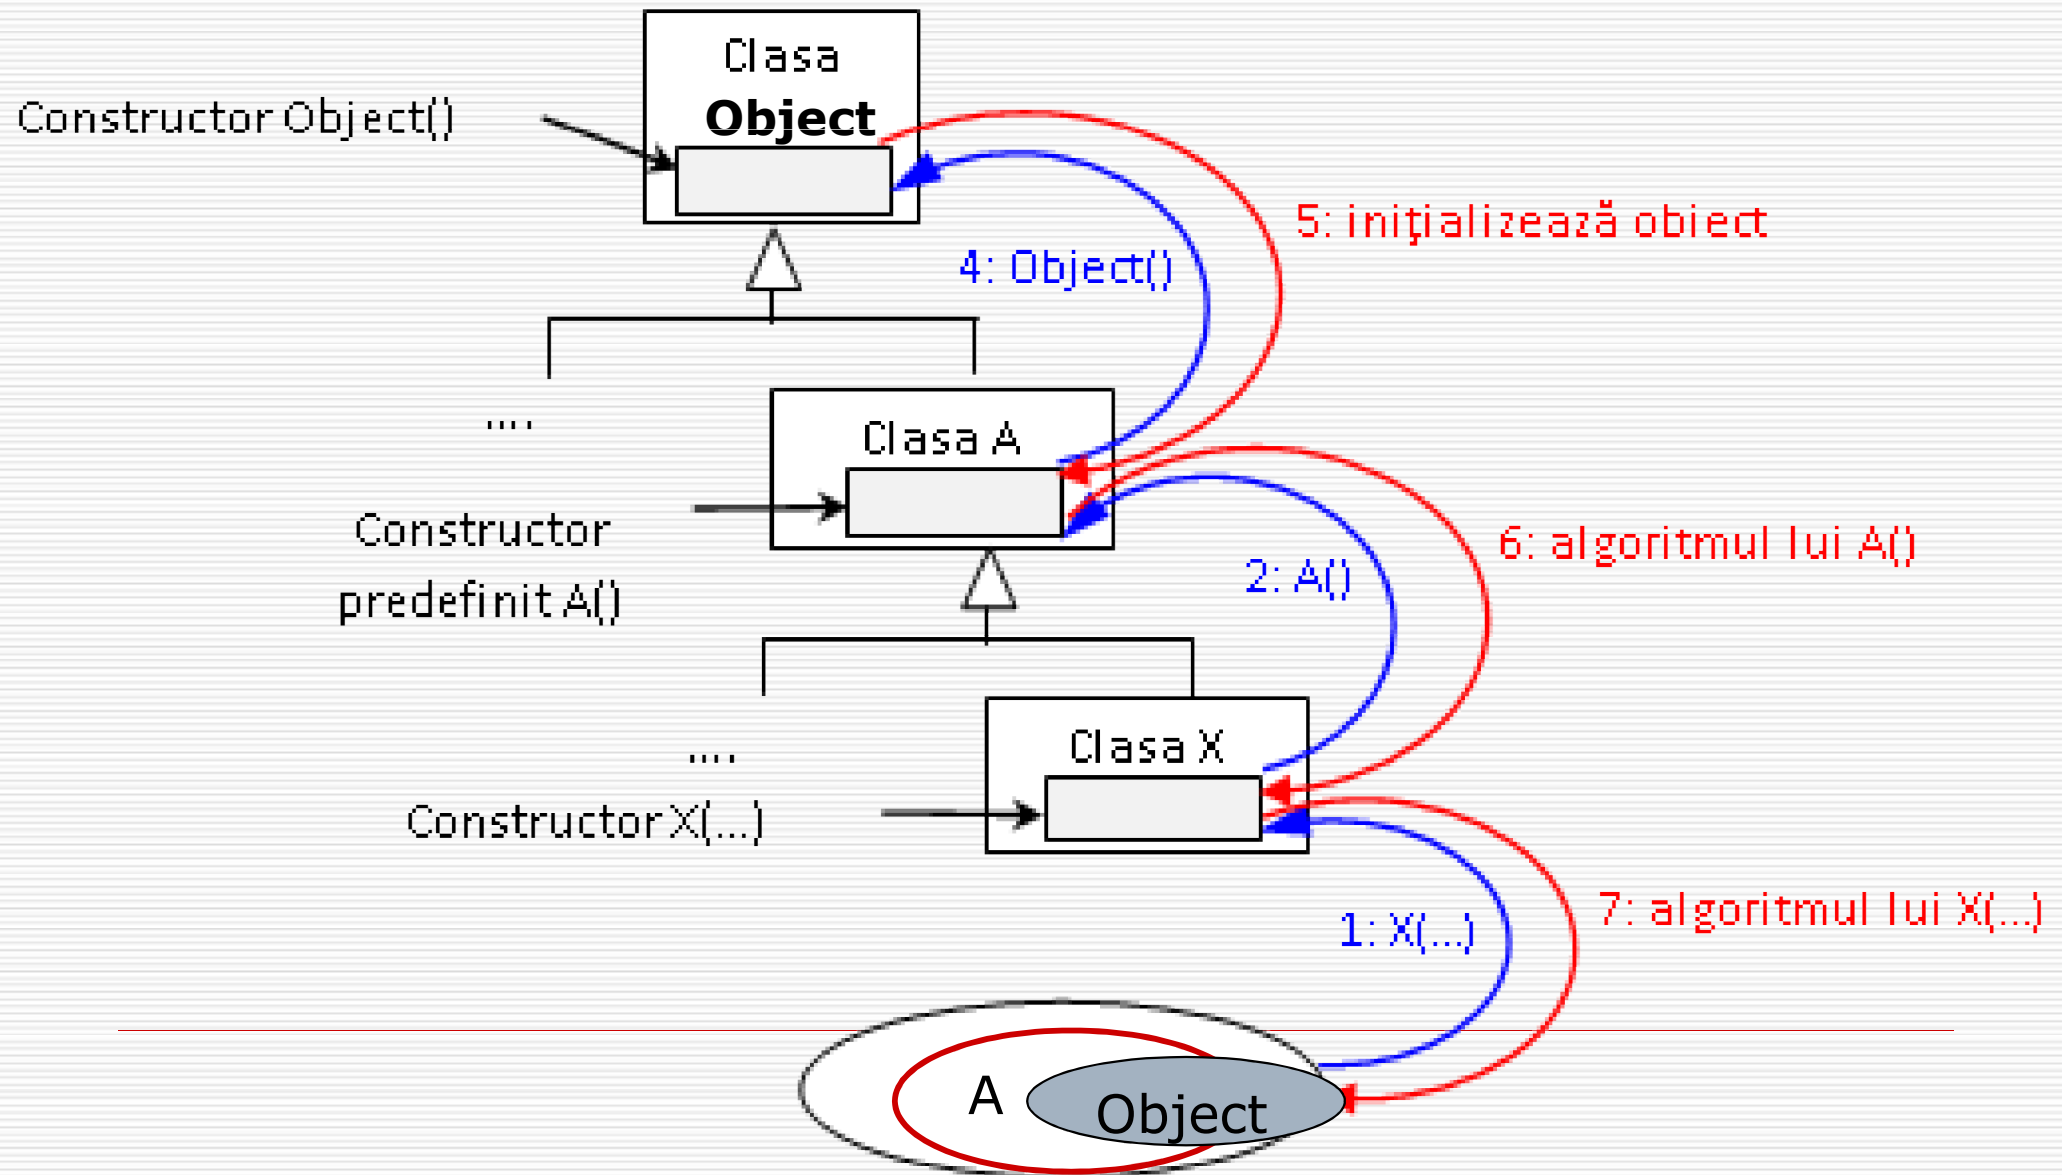 Clasa
Object
Constructor Object()
5: iniţializează obiect
4: Object()
....
Clasa A
Constructor
predefinit A()
6: algoritmul lui A()
2: A()
....
Clasa X
Constructor X(...)
7: algoritmul lui X(...)
1: X(...)
A
Object